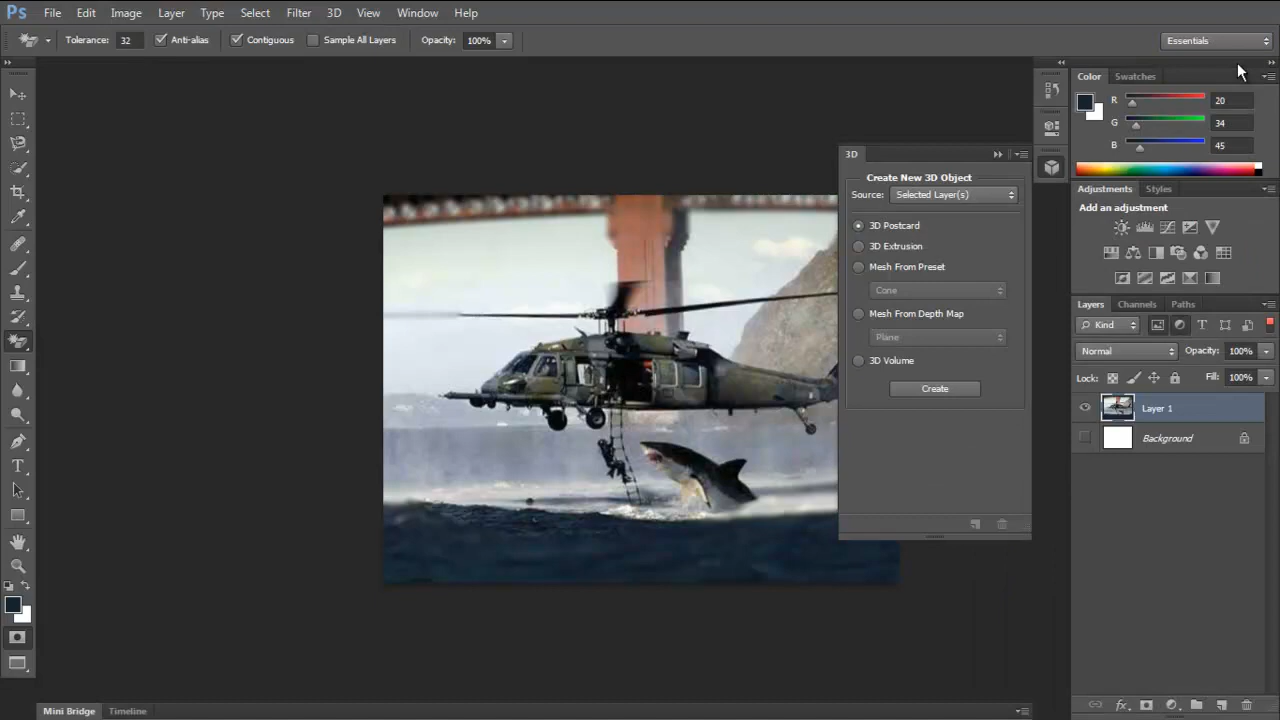 Ps File Edit Image Layer Type Select Filter 3D View Window Help
Tolerance: 32 Anti-alias Contiguous Sample All Layers Opacity: 100% Essentials
Color Swatches
R 20
G 34
B 45
3D
Create New 3D Object
Source: Selected Layer(s)
3D Postcard
3D Extrusion
Mesh From Preset
Cone
Mesh From Depth Map
Plane
3D Volume
Create
Adjustments Styles
Add an adjustment
Layers Channels Paths
Kind
Normal Opacity: 100%
Lock: Fill: 100%
Layer 1
Background
Mini Bridge Timeline